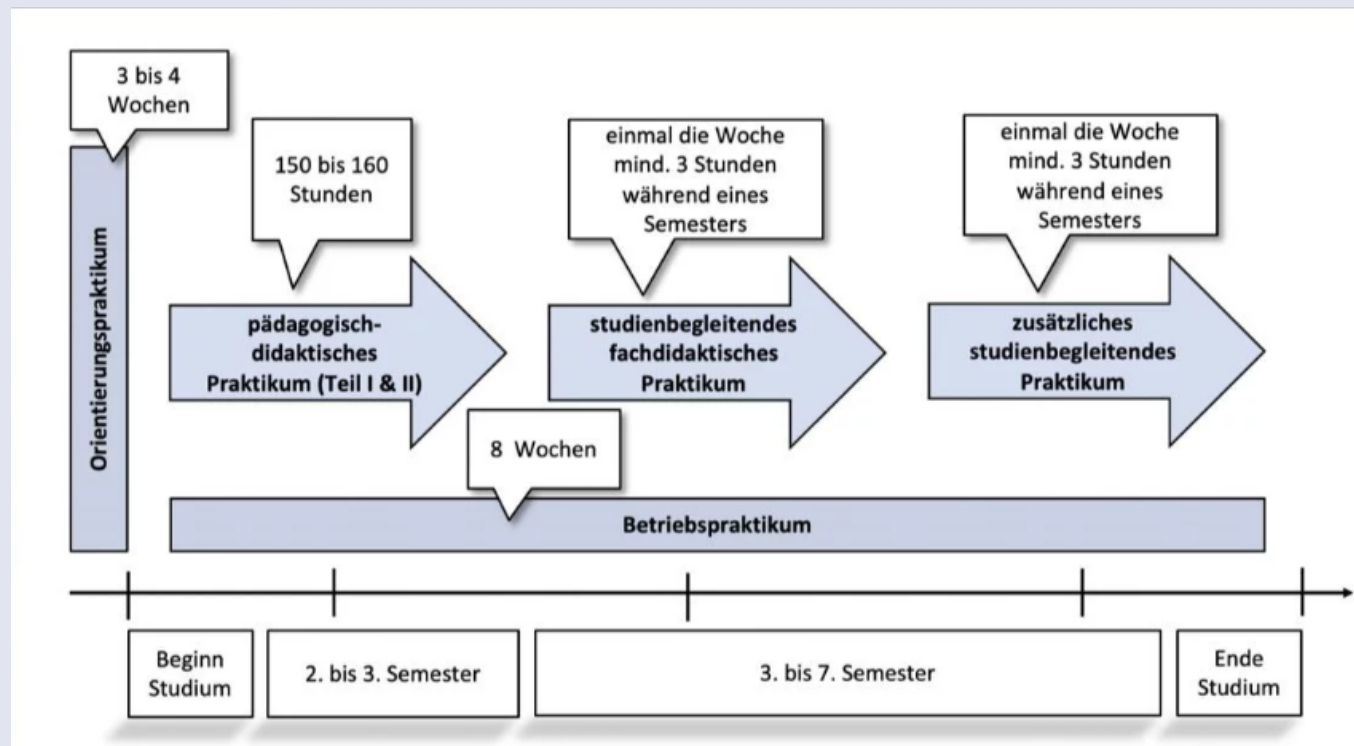 3 bis 4
Wochen
Orientierungspraktikum
150 bis 160
Stunden
pädagogisch-
didaktisches
Praktikum (Teil I & II)
einmal die Woche
mind. 3 Stunden
während eines
Semesters
studienbegleitendes
fachdidaktisches
Praktikum
einmal die Woche
mind. 3 Stunden
während eines
Semesters
zusätzliches
studienbegleitendes
Praktikum
8 Wochen
Betriebspraktikum
Beginn
Studium
2. bis 3. Semester
3. bis 7. Semester
Ende
Studium